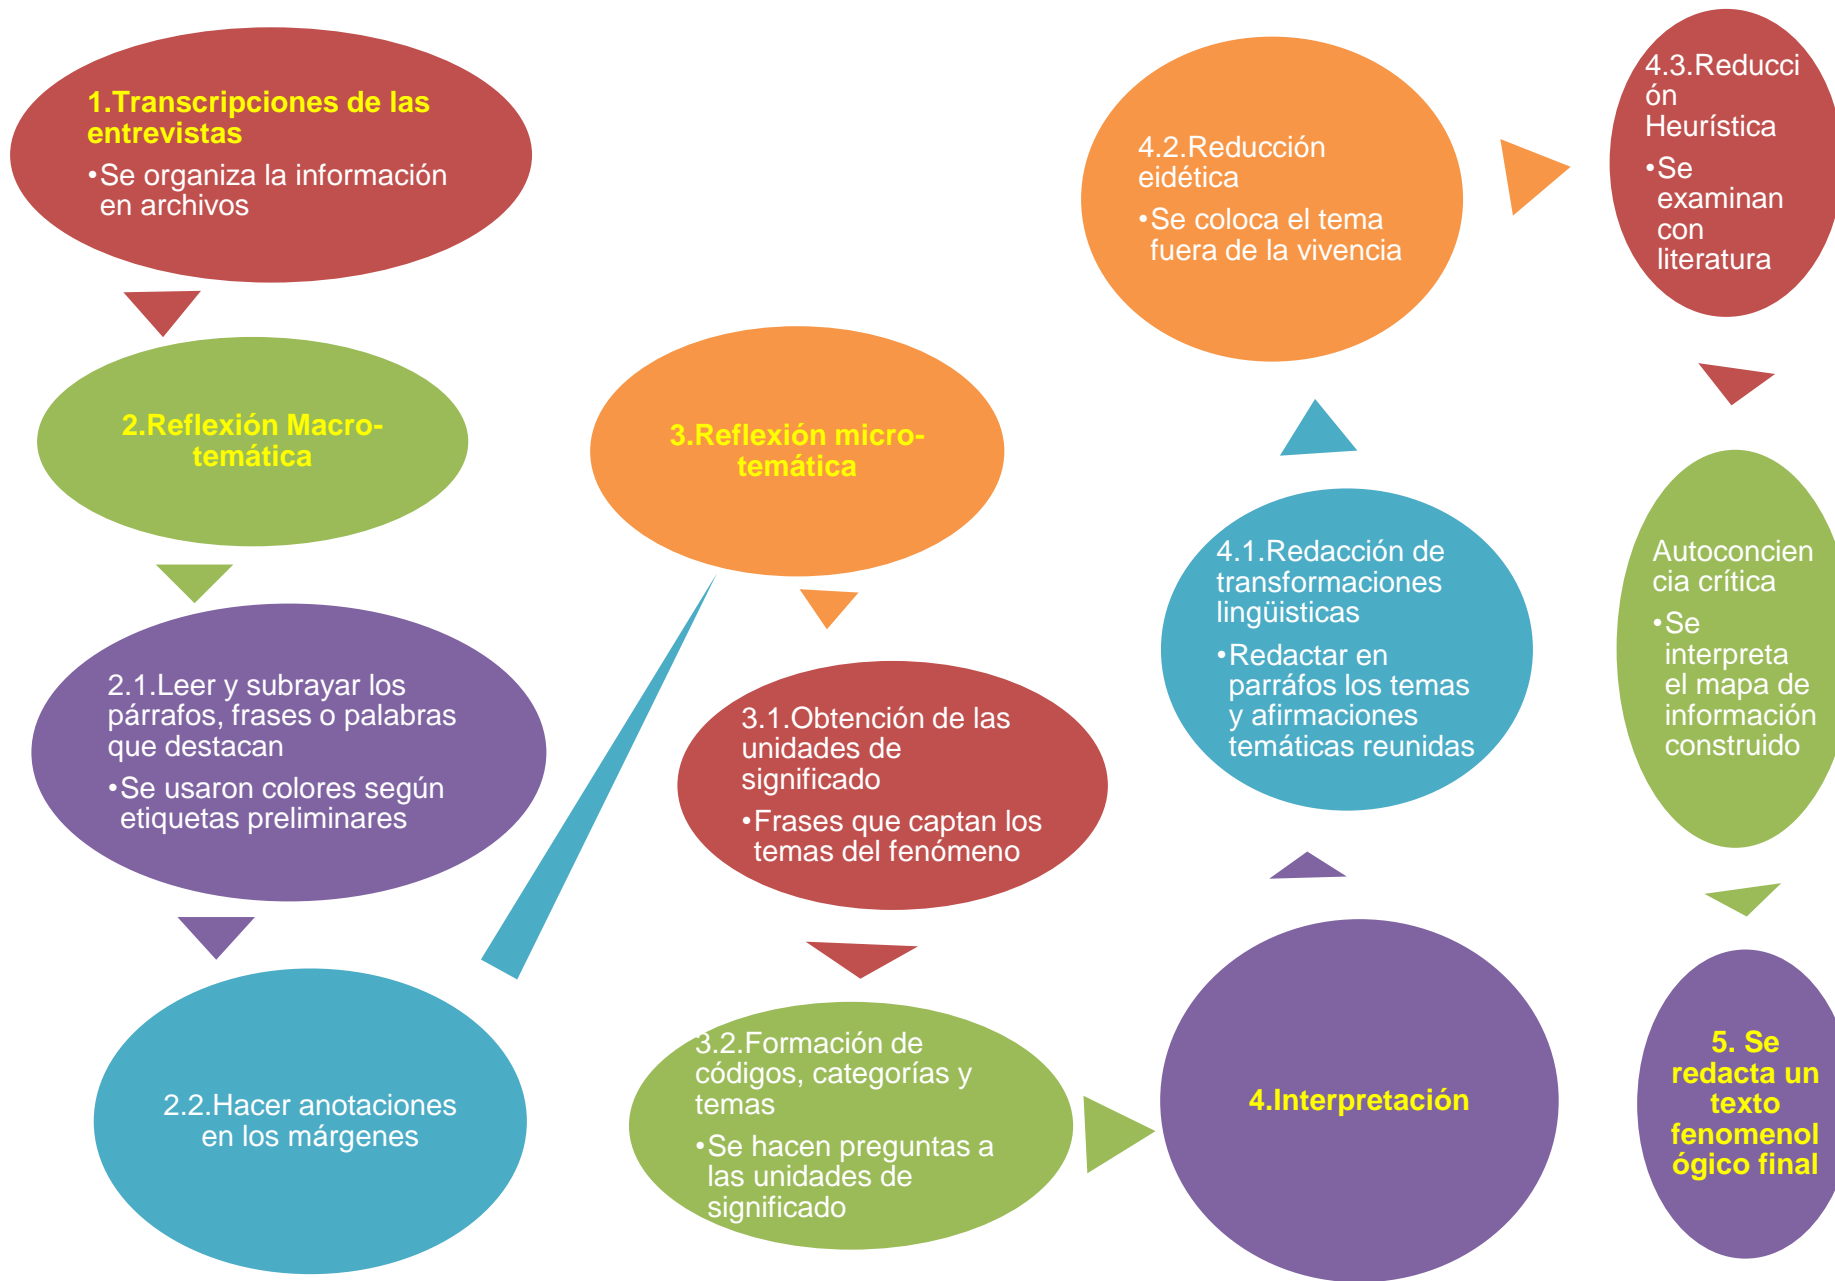 1.Transcripciones de las
entrevistas
•Se organiza la información
en archivos
2.Reflexión Macro-
temática
2.1.Leer y subrayar los
párrafos, frases o palabras
que destacan
•Se usaron colores según
etiquetas preliminares
2.2.Hacer anotaciones
en los márgenes
3.Reflexión micro-
temática
3.1.Obtención de las
unidades de
significado
•Frases que captan los
temas del fenómeno
3.2.Formación de
códigos, categorías y
temas
•Se hacen preguntas a
las unidades de
significado
4.Interpretación
4.1.Redacción de
transformaciones
lingüisticas
•Redactar en
parráfos los temas
y afirmaciones
temáticas reunidas
4.2.Reducción
eidética
•Se coloca el tema
fuera de la vivencia
4.3.Reducci
ón
Heurística
•Se
examinan
con
literatura
Autoconcien
cia crítica
•Se
interpreta
el mapa de
información
construido
5. Se
redacta un
texto
fenomenol
ógico final